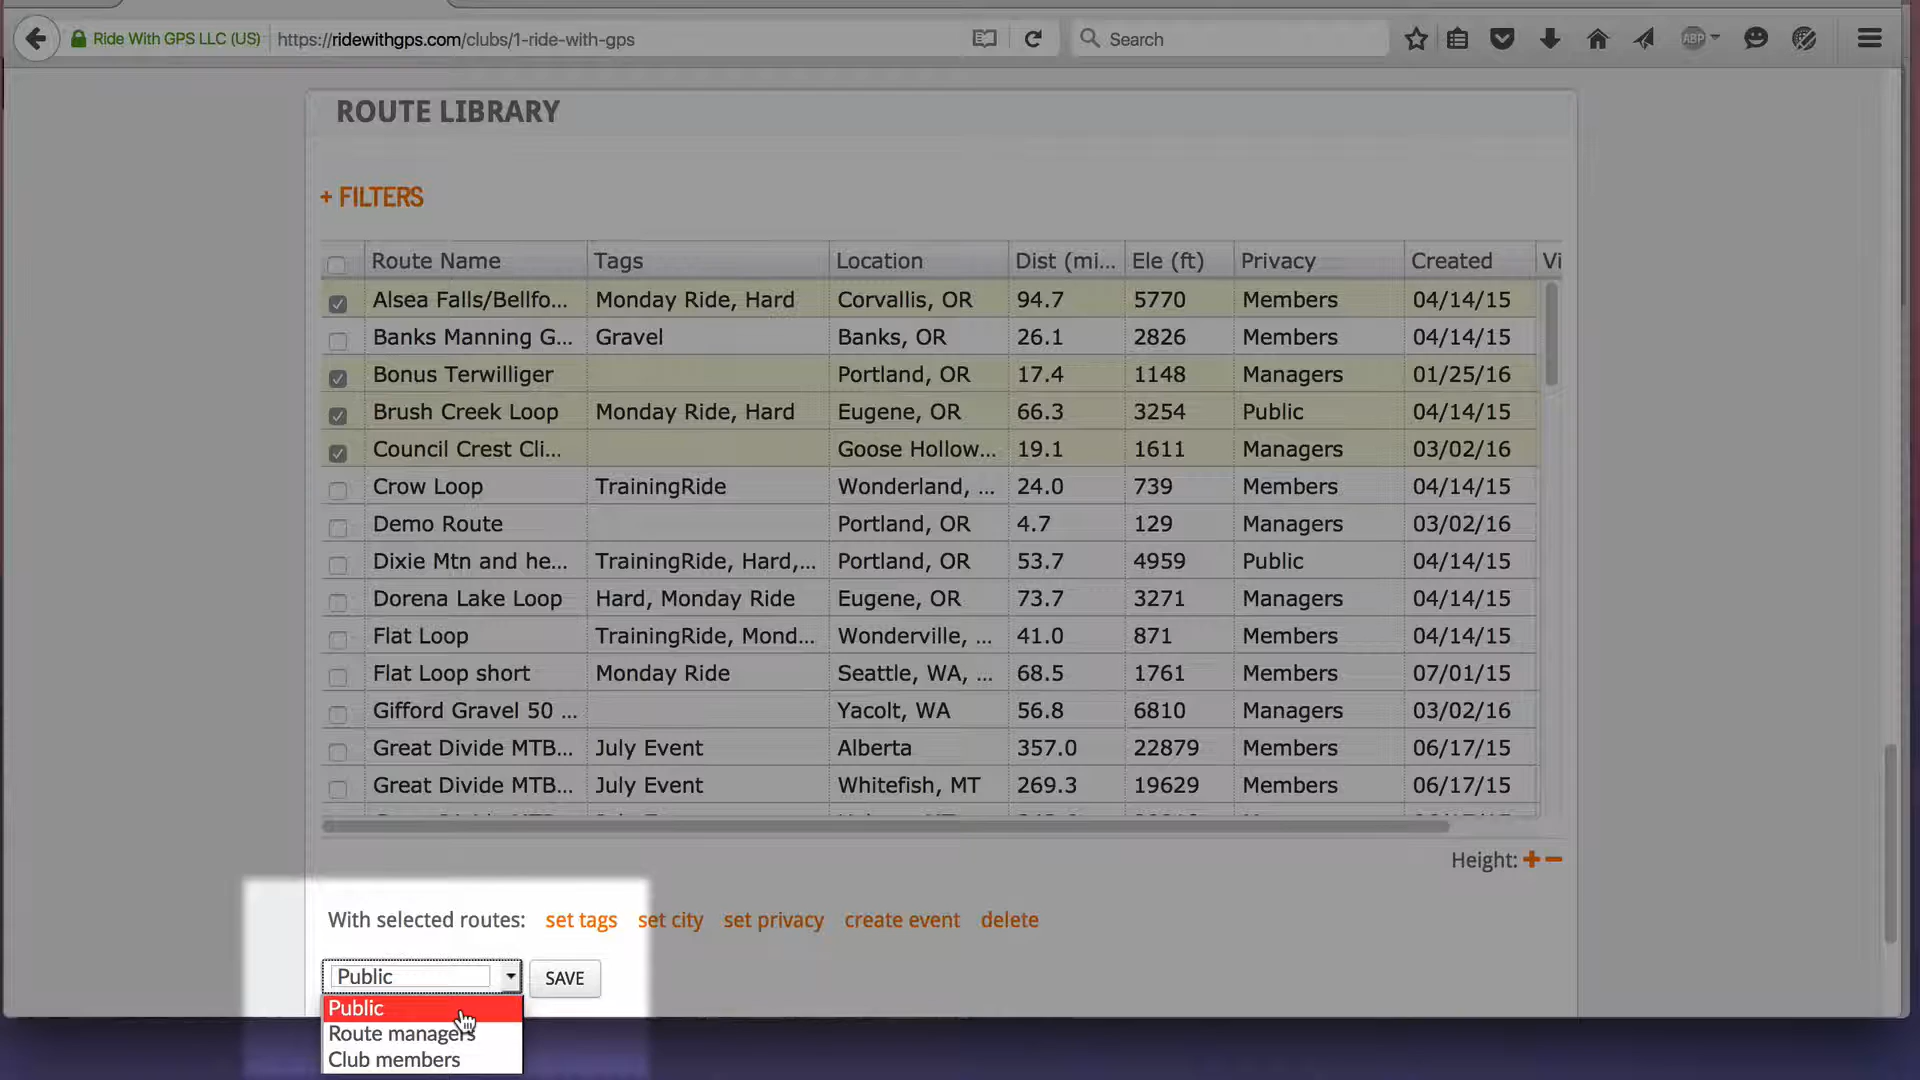 Ride With GPS LLC (US) https://ridewithgps.com/clubs/1-ride-with-gps Search ABP
ROUTE LIBRARY
+ FILTERS
Route Name Tags Location Dist (mi... Ele (ft) Privacy Created Vi
Alsea Falls/Bellfo... Monday Ride, Hard Corvallis, OR 94.7 5770 Members 04/14/15
Banks Manning G... Gravel Banks, OR 26.1 2826 Members 04/14/15
Bonus Terwilliger Portland, OR 17.4 1148 Managers 01/25/16
Brush Creek Loop Monday Ride, Hard Eugene, OR 66.3 3254 Public 04/14/15
Council Crest Cli... Goose Hollow... 19.1 1611 Managers 03/02/16
Crow Loop TrainingRide Wonderland, ... 24.0 739 Members 04/14/15
Demo Route Portland, OR 4.7 129 Managers 03/02/16
Dixie Mtn and he... TrainingRide, Hard,... Portland, OR 53.7 4959 Public 04/14/15
Dorena Lake Loop Hard, Monday Ride Eugene, OR 73.7 3271 Managers 04/14/15
Flat Loop TrainingRide, Mond... Wonderville, ... 41.0 871 Members 04/14/15
Flat Loop short Monday Ride Seattle, WA, ... 68.5 1761 Members 07/01/15
Gifford Gravel 50 ... Yacolt, WA 56.8 6810 Managers 03/02/16
Great Divide MTB... July Event Alberta 357.0 22879 Members 06/17/15
Great Divide MTB... July Event Whitefish, MT 269.3 19629 Members 06/17/15
Height:
With selected routes: set tags set city set privacy create event delete
Public SAVE
Public
Route managers
Club members